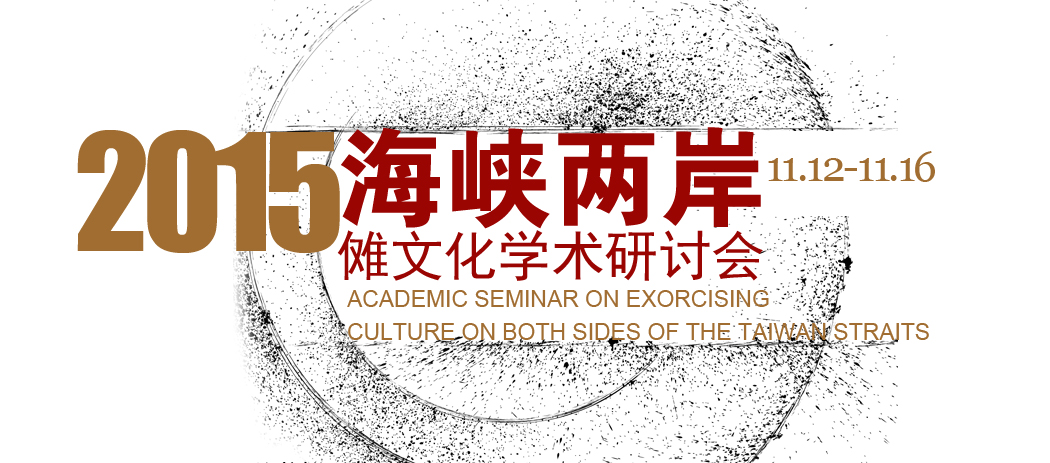 2015 海峡两岸 11.12-11.16
傩文化学术研讨会
ACADEMIC SEMINAR ON EXORCISING
CULTURE ON BOTH SIDES OF THE TAIWAN STRAITS